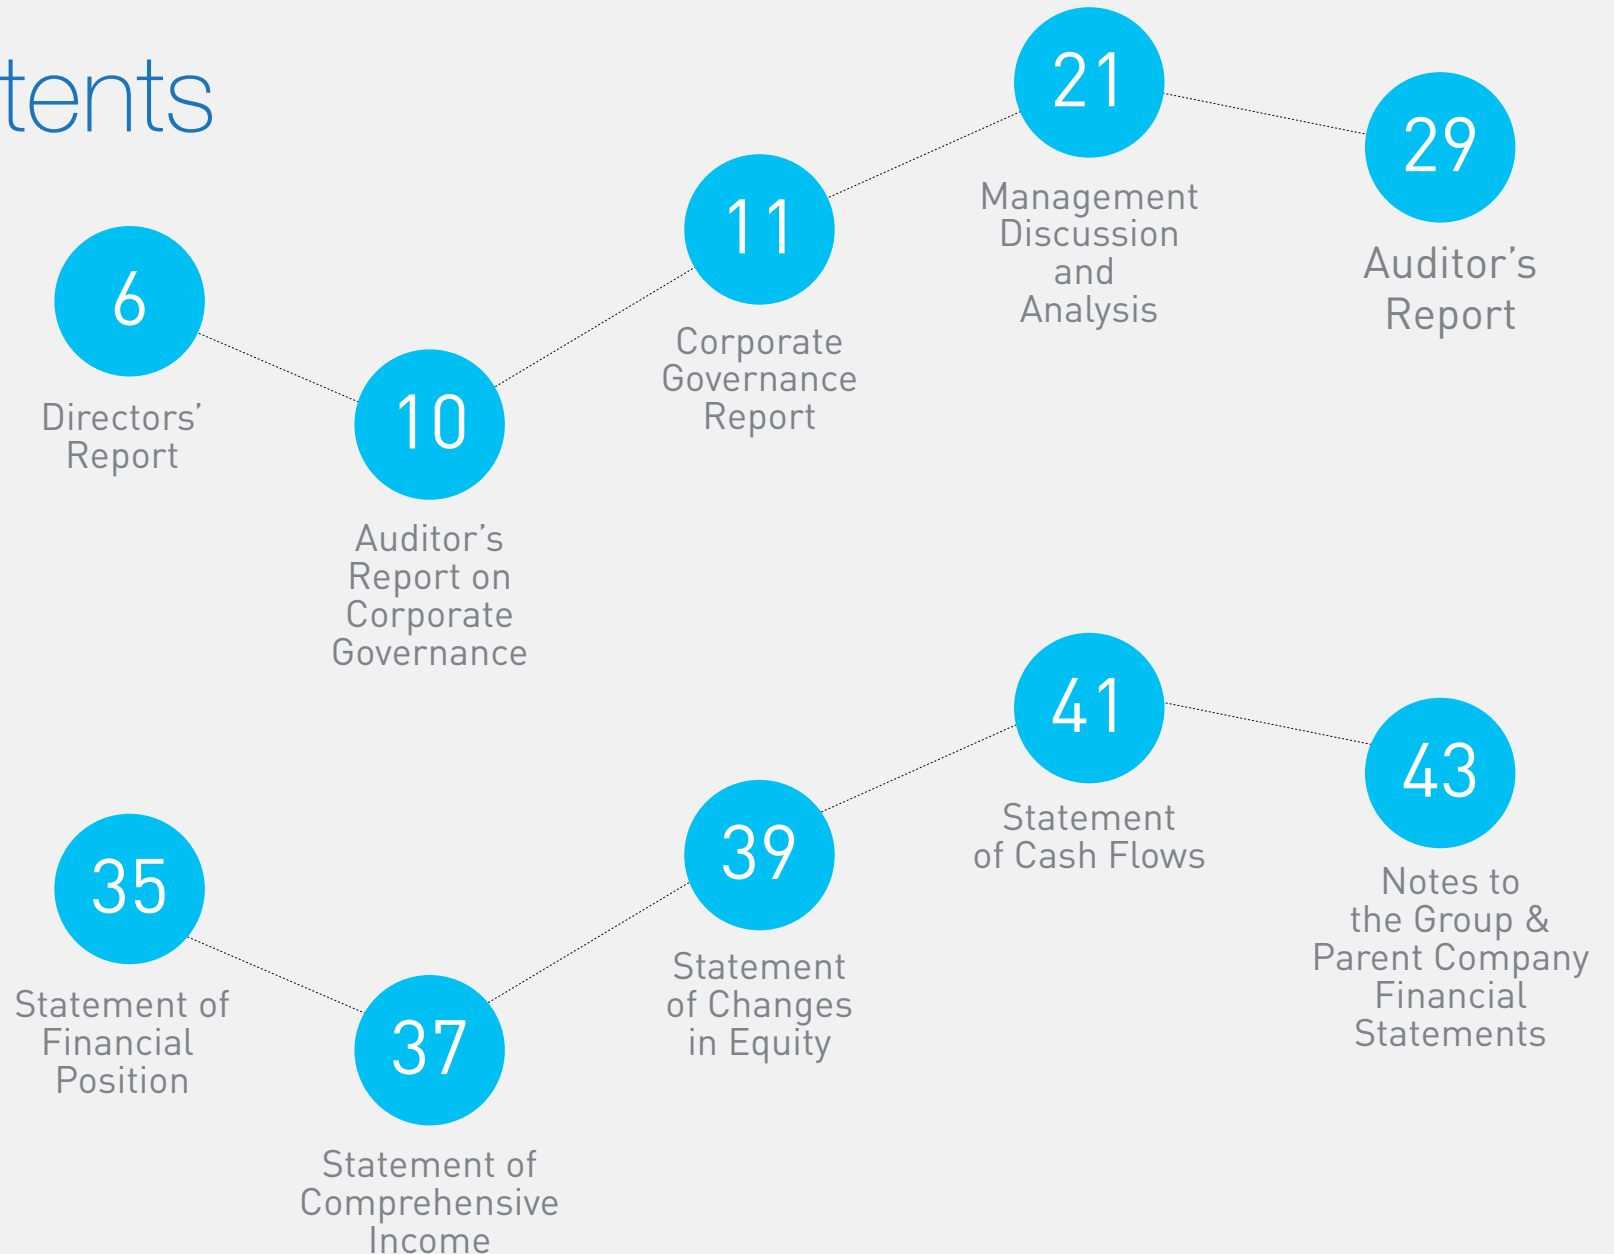 tents
6
Directors’
Report
10
Auditor’s
Report on
Corporate
Governance
11
Corporate
Governance
Report
21
Management
Discussion
and
Analysis
29
Auditor’s
Report
35
Statement of
Financial
Position
37
Statement of
Comprehensive
Income
39
Statement
of Changes
in Equity
41
Statement
of Cash Flows
43
Notes to
the Group &
Parent Company
Financial
Statements